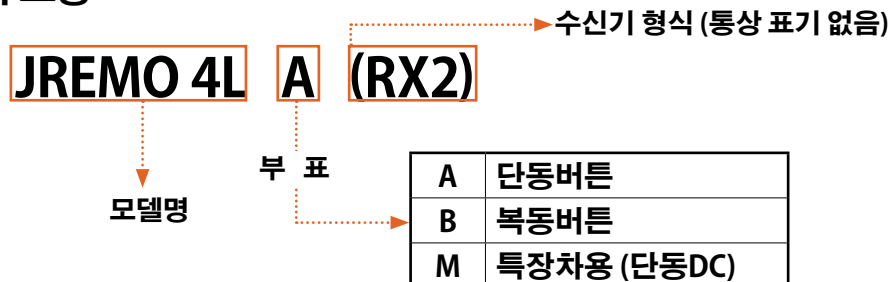 수신기 형식 (통상 표기 없음)
JREMO 4L A (RX2)
부 표
모델명
A 단동버튼
B 복동버튼
M 특장차용 (단동DC)